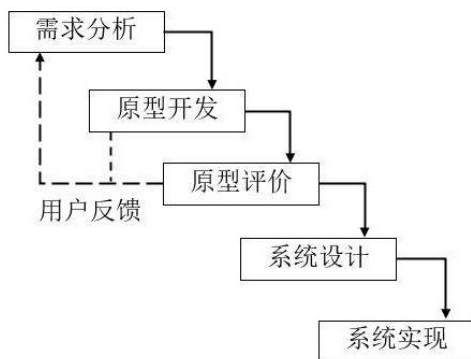 需求分析
原型开发
原型评价
用户反馈
系统设计
系统实现